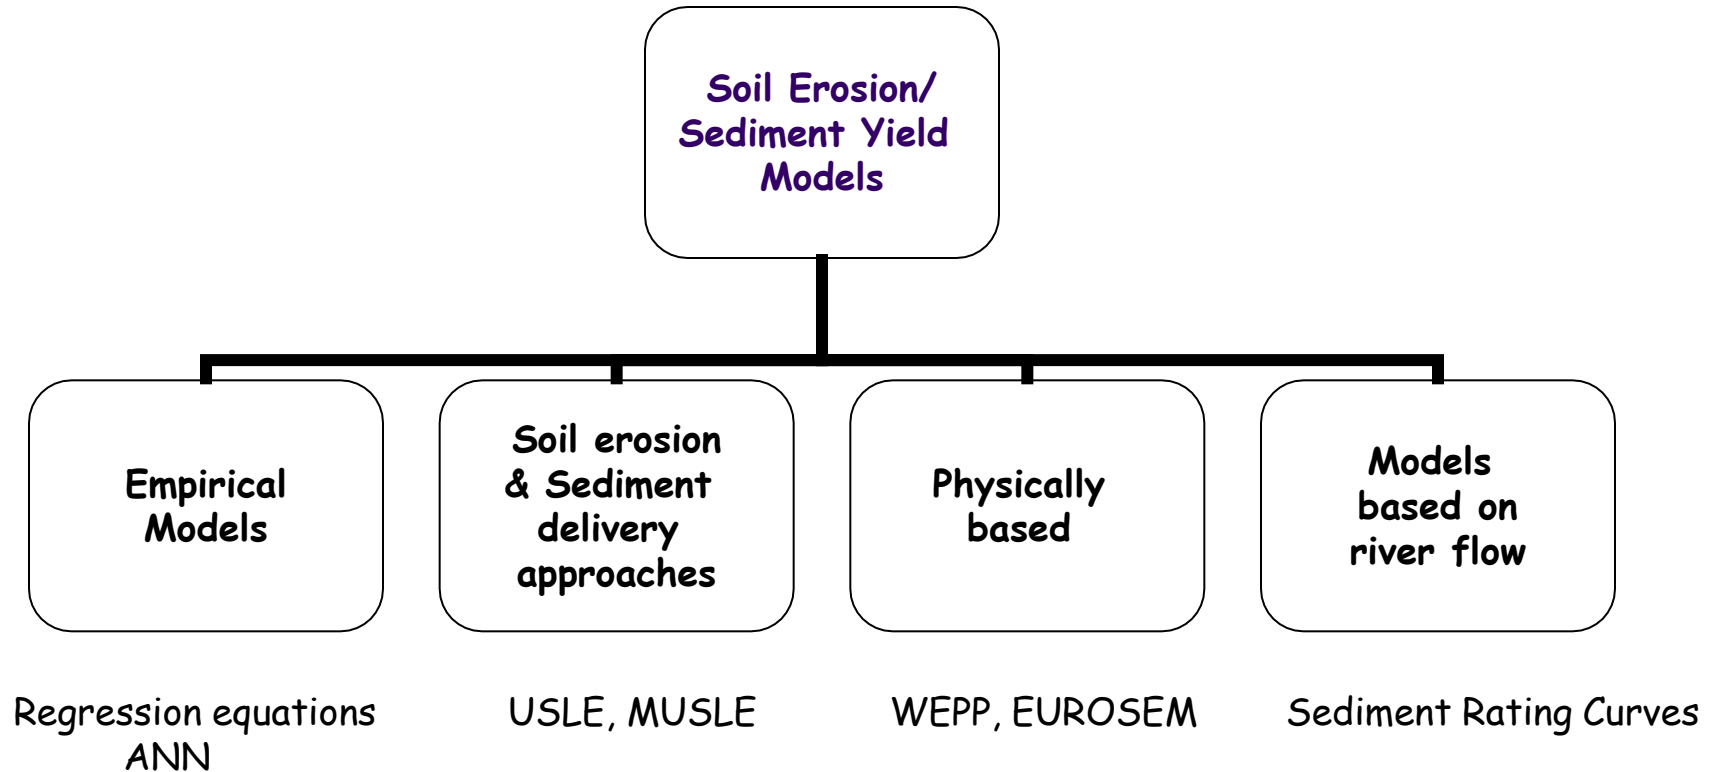 Soil Erosion/
Sediment Yield
Models
Empirical
Models
Soil erosion
& Sediment
delivery
approaches
Physically
based
Models
based on
river flow
Regression equations
ANN
USLE, MUSLE
WEPP, EUROSEM
Sediment Rating Curves